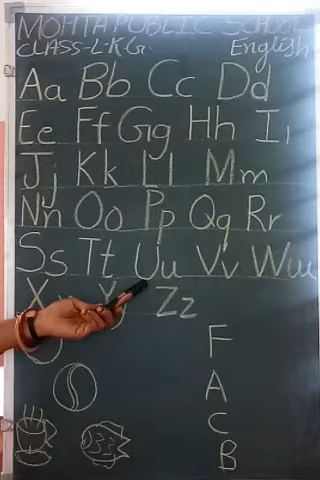 MOHTA PUBLIC SCHOOL
CLASS-L.K.G. English
Aa Bb Cc Dd
Ee Ff Gg Hh Ii
Jj Kk Ll Mm
Nn Oo Pp Qq Rr
Ss Tt Uu Vv Ww
X Zz
F
A
C
B